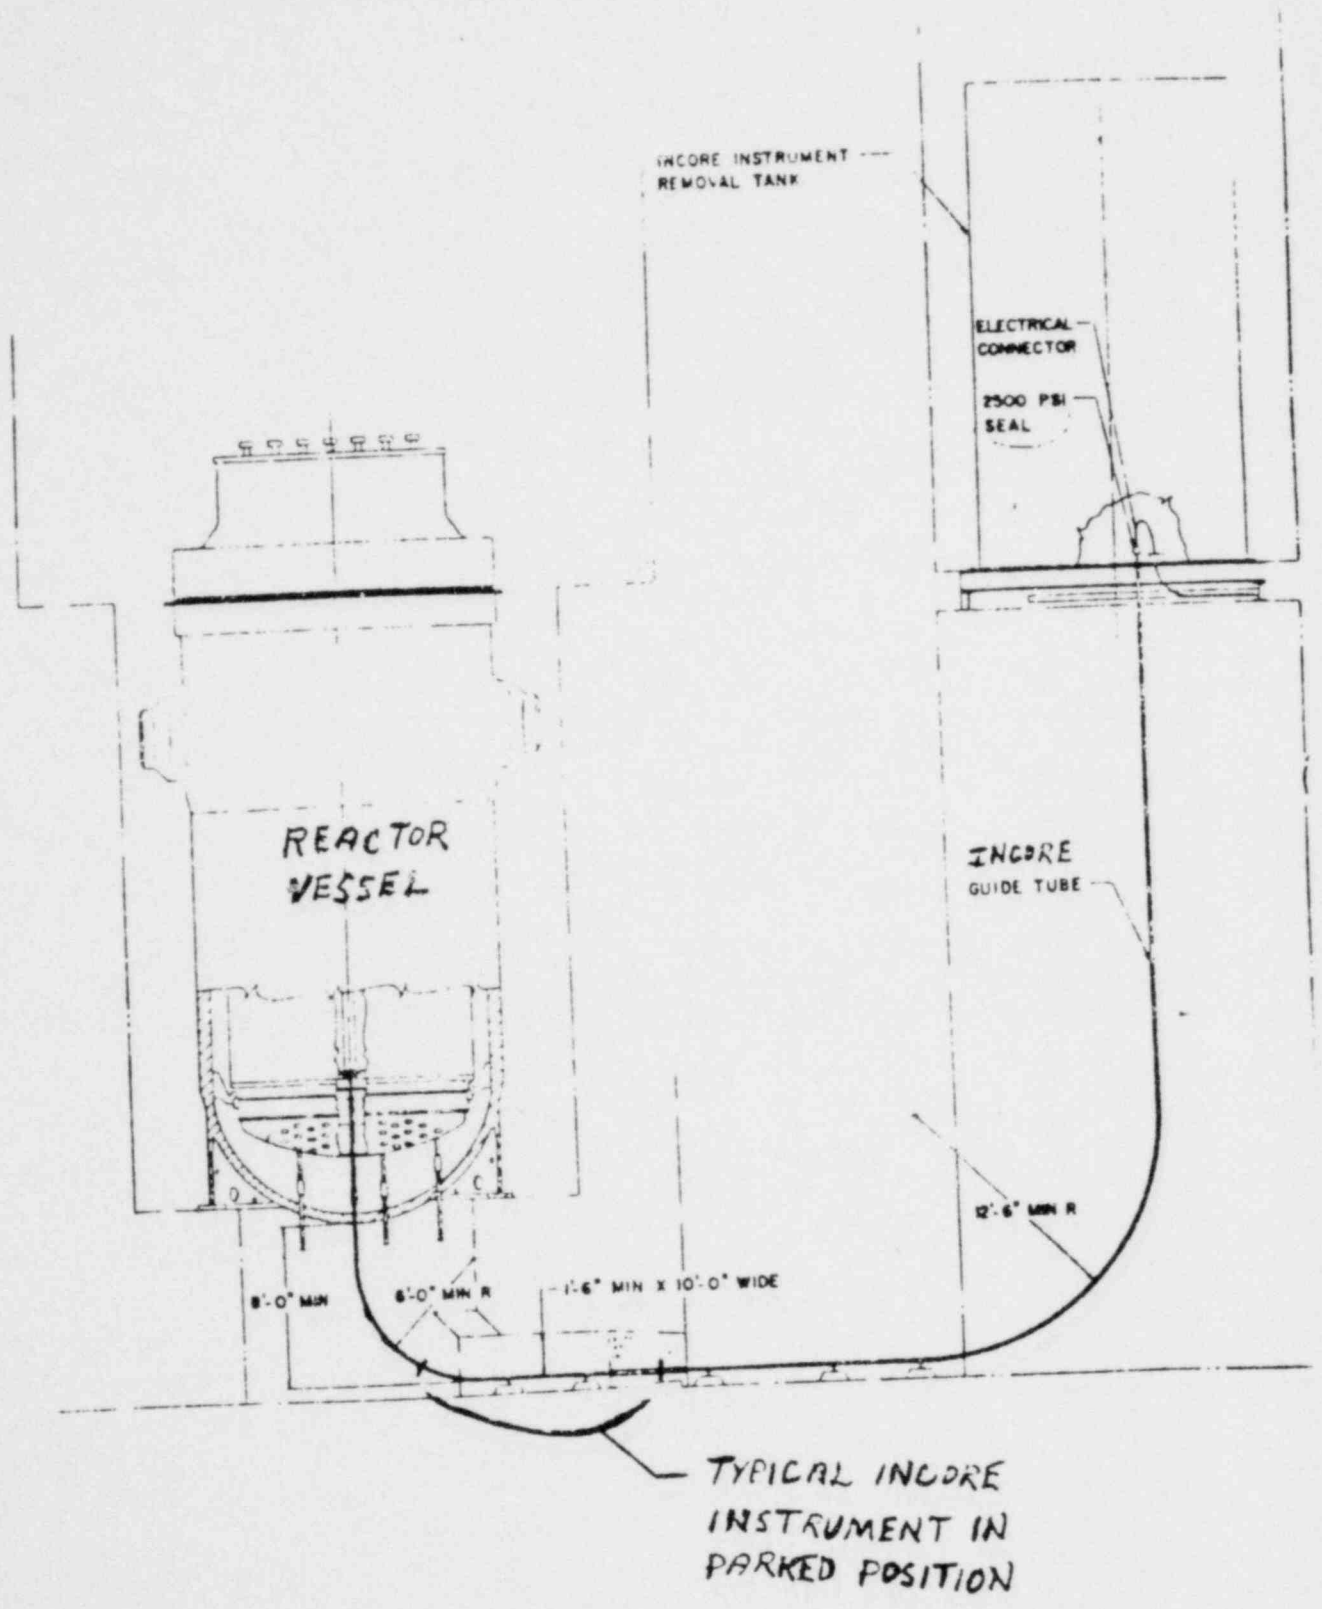 INCORE INSTRUMENT
REMOVAL TANK
ELECTRICAL
CONNECTOR
2500 PSI
SEAL
REACTOR
VESSEL
INCORE
GUIDE TUBE
12'-6" MIN R
8'-0" MIN
6'-0" MIN R
1'-6" MIN X 10'-0" WIDE
TYPICAL INCORE
INSTRUMENT IN
PARKED POSITION